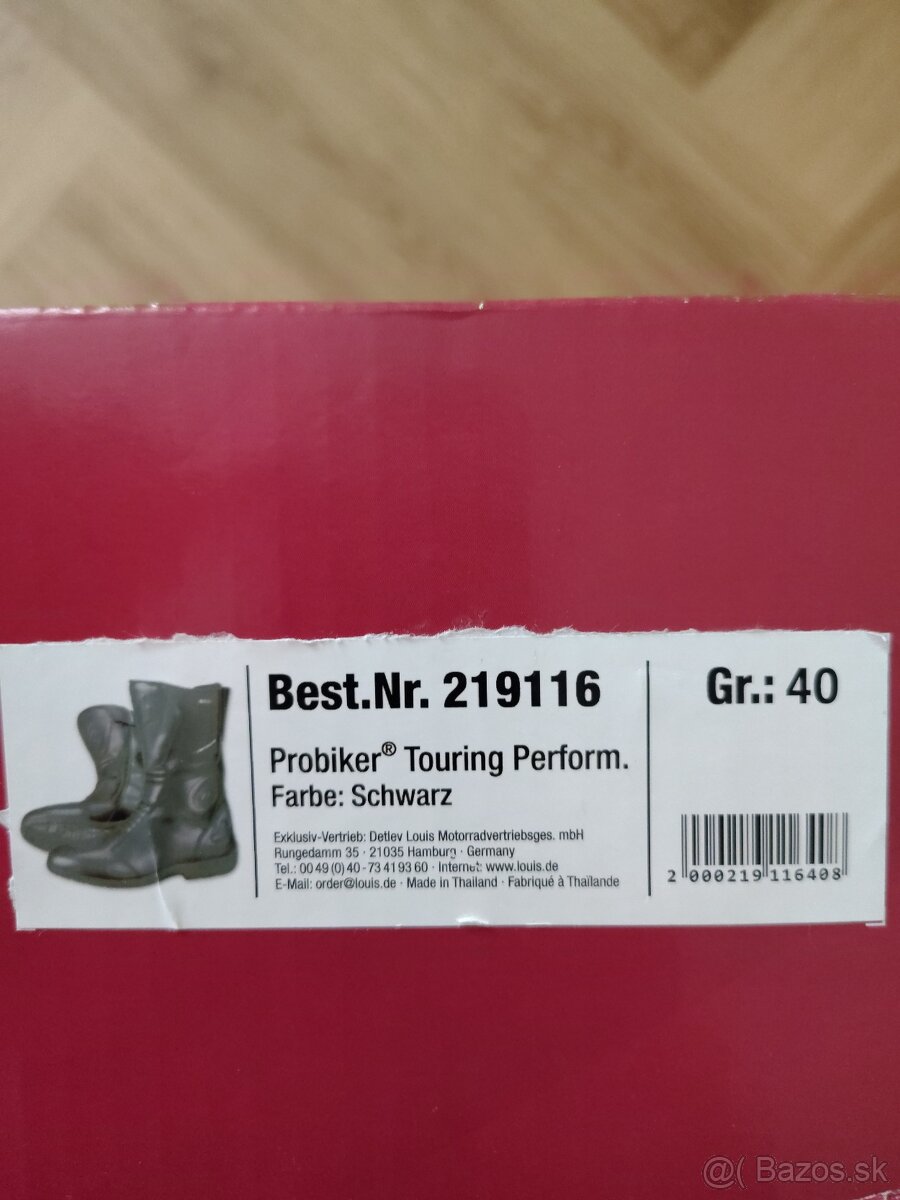 Best.Nr. 219116
Gr.: 40
Probiker® Touring Perform.
Farbe: Schwarz
Exklusiv-Vertrieb: Detlev Louis Motorradvertriebsges. mbH
Rungedamm 35 · 21035 Hamburg · Germany
Tel.: 00 49 (0) 40 - 73 41 93 60 · Internet: www.louis.de
E-Mail: order@louis.de · Made in Thailand · Fabriqué à Thaïlande
2 000219 116408
@( Bazos.sk